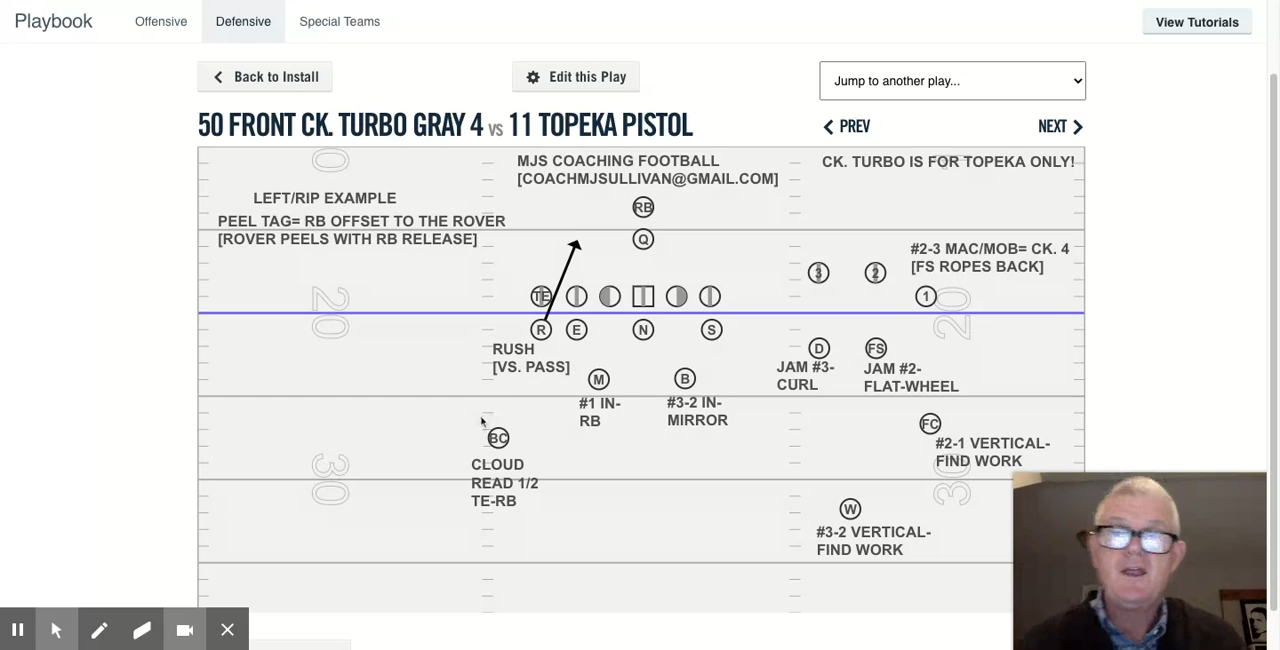 Playbook
Offensive
Defensive
Special Teams
View Tutorials
Back to Install
Edit this Play
Jump to another play...
50 FRONT CK. TURBO GRAY 4 VS 11 TOPEKA PISTOL
PREV
NEXT
MJS COACHING FOOTBALL
[COACHMJSULLIVAN@GMAIL.COM]
CK. TURBO IS FOR TOPEKA ONLY!
LEFT/RIP EXAMPLE
PEEL TAG= RB OFFSET TO THE ROVER
[ROVER PEELS WITH RB RELEASE]
RB
Q
#2-3 MAC/MOB= CK. 4
[FS ROPES BACK]
3
2
TE
1
20
20
R
E
N
S
RUSH
[VS. PASS]
D
FS
JAM #3-
CURL
JAM #2-
FLAT-WHEEL
M
B
#1 IN-
RB
#3-2 IN-
MIRROR
BC
FC
#2-1 VERTICAL-
FIND WORK
CLOUD
READ 1/2
TE-RB
30
30
W
#3-2 VERTICAL-
FIND WORK